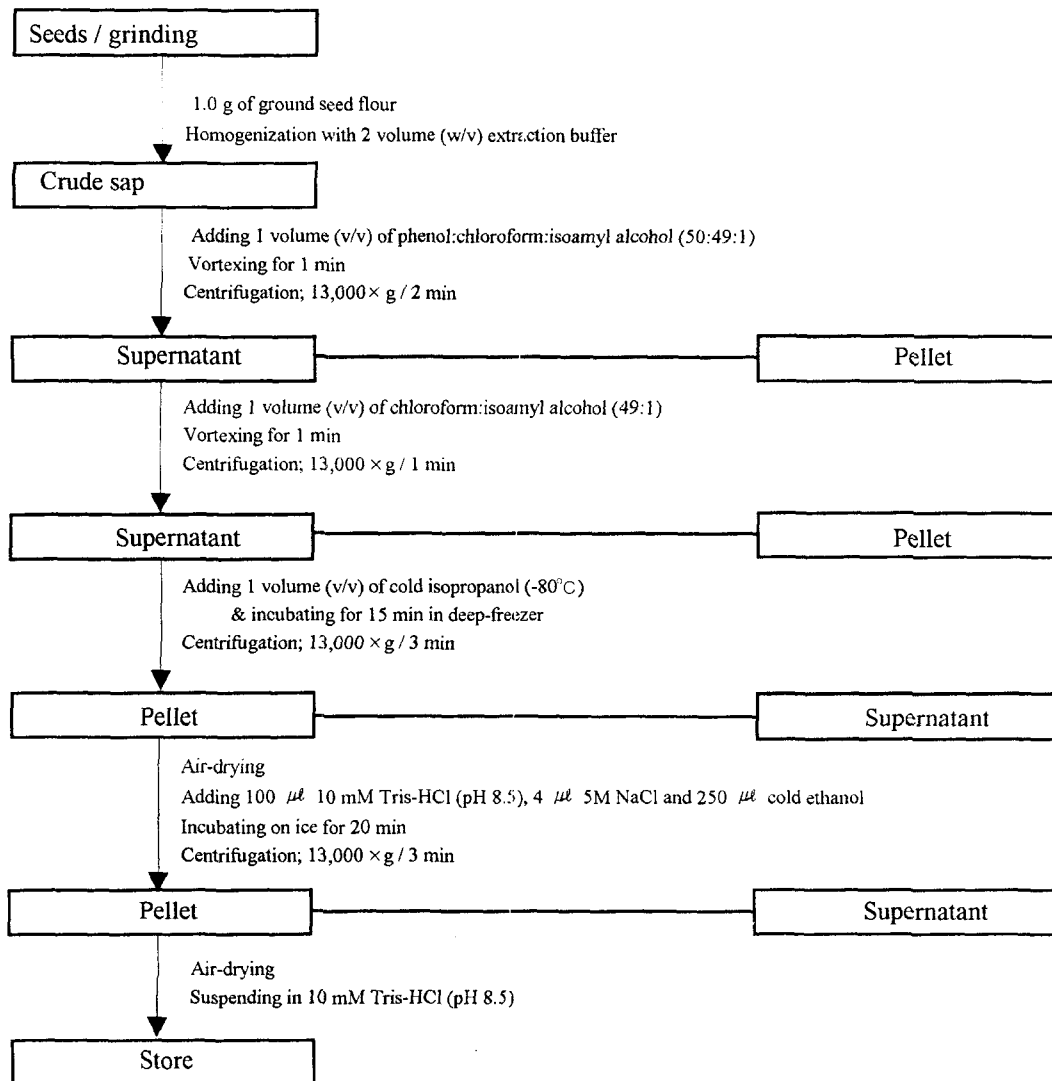 Seeds / grinding
1.0 g of ground seed flour
Homogenization with 2 volume (w/v) extraction buffer
Crude sap
Adding 1 volume (v/v) of phenol:chloroform:isoamyl alcohol (50:49:1)
Vortexing for 1 min
Centrifugation; 13,000 × g / 2 min
Supernatant Pellet
Adding 1 volume (v/v) of chloroform:isoamyl alcohol (49:1)
Vortexing for 1 min
Centrifugation; 13,000 × g / 1 min
Supernatant Pellet
Adding 1 volume (v/v) of cold isopropanol (-80℃)
& incubating for 15 min in deep-freezer
Centrifugation; 13,000 × g / 3 min
Pellet Supernatant
Air-drying
Adding 100 ㎕ 10 mM Tris-HCl (pH 8.5), 4 ㎕ 5M NaCl and 250 ㎕ cold ethanol
Incubating on ice for 20 min
Centrifugation; 13,000 × g / 3 min
Pellet Supernatant
Air-drying
Suspending in 10 mM Tris-HCl (pH 8.5)
Store